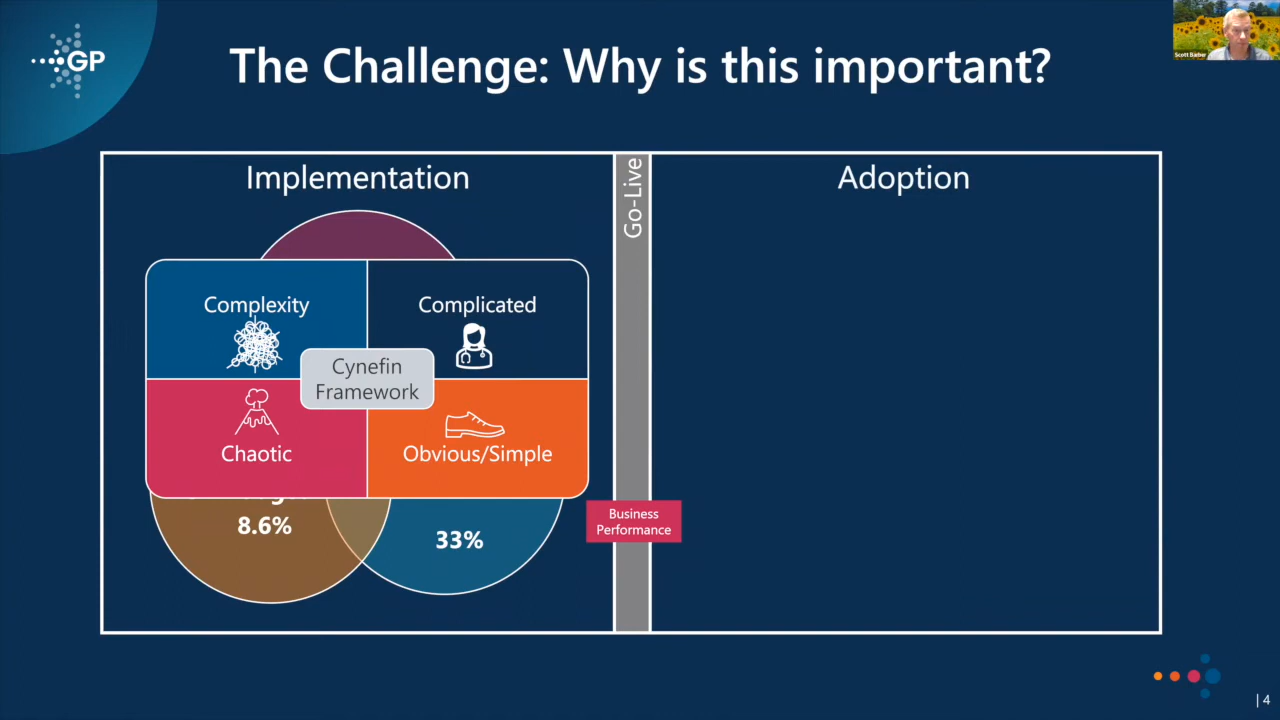 GP
The Challenge: Why is this important?
Scott Barber
Implementation
Go-Live
Adoption
Complexity
Complicated
Cynefin
Framework
Chaotic
Obvious/Simple
8.6%
33%
Business
Performance
| 4